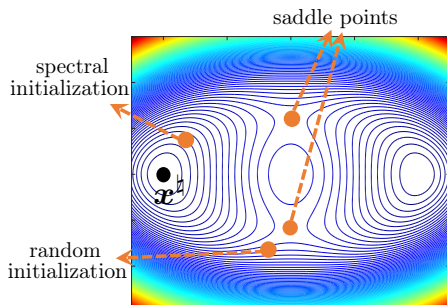 saddle points
spectral
initialization
x♮
random
initialization